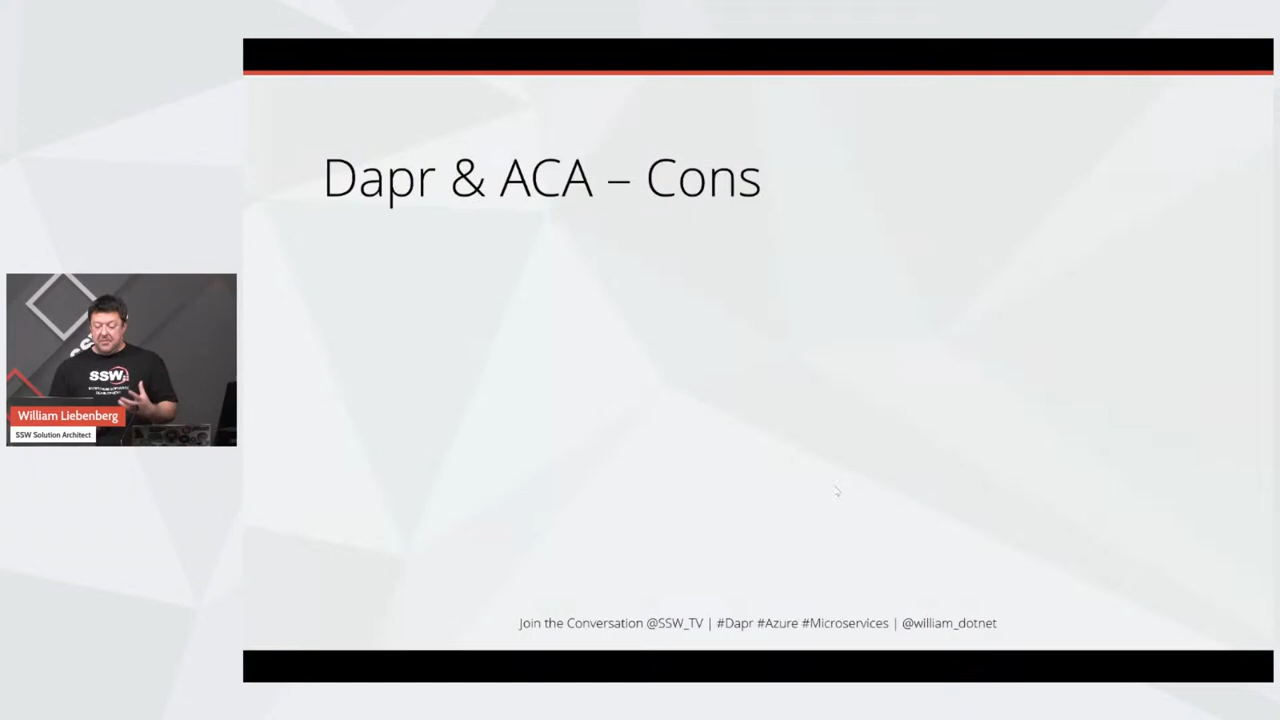 Dapr & ACA – Cons
SSW
William Liebenberg
SSW Solution Architect
Join the Conversation @SSW_TV | #Dapr #Azure #Microservices | @william_dotnet